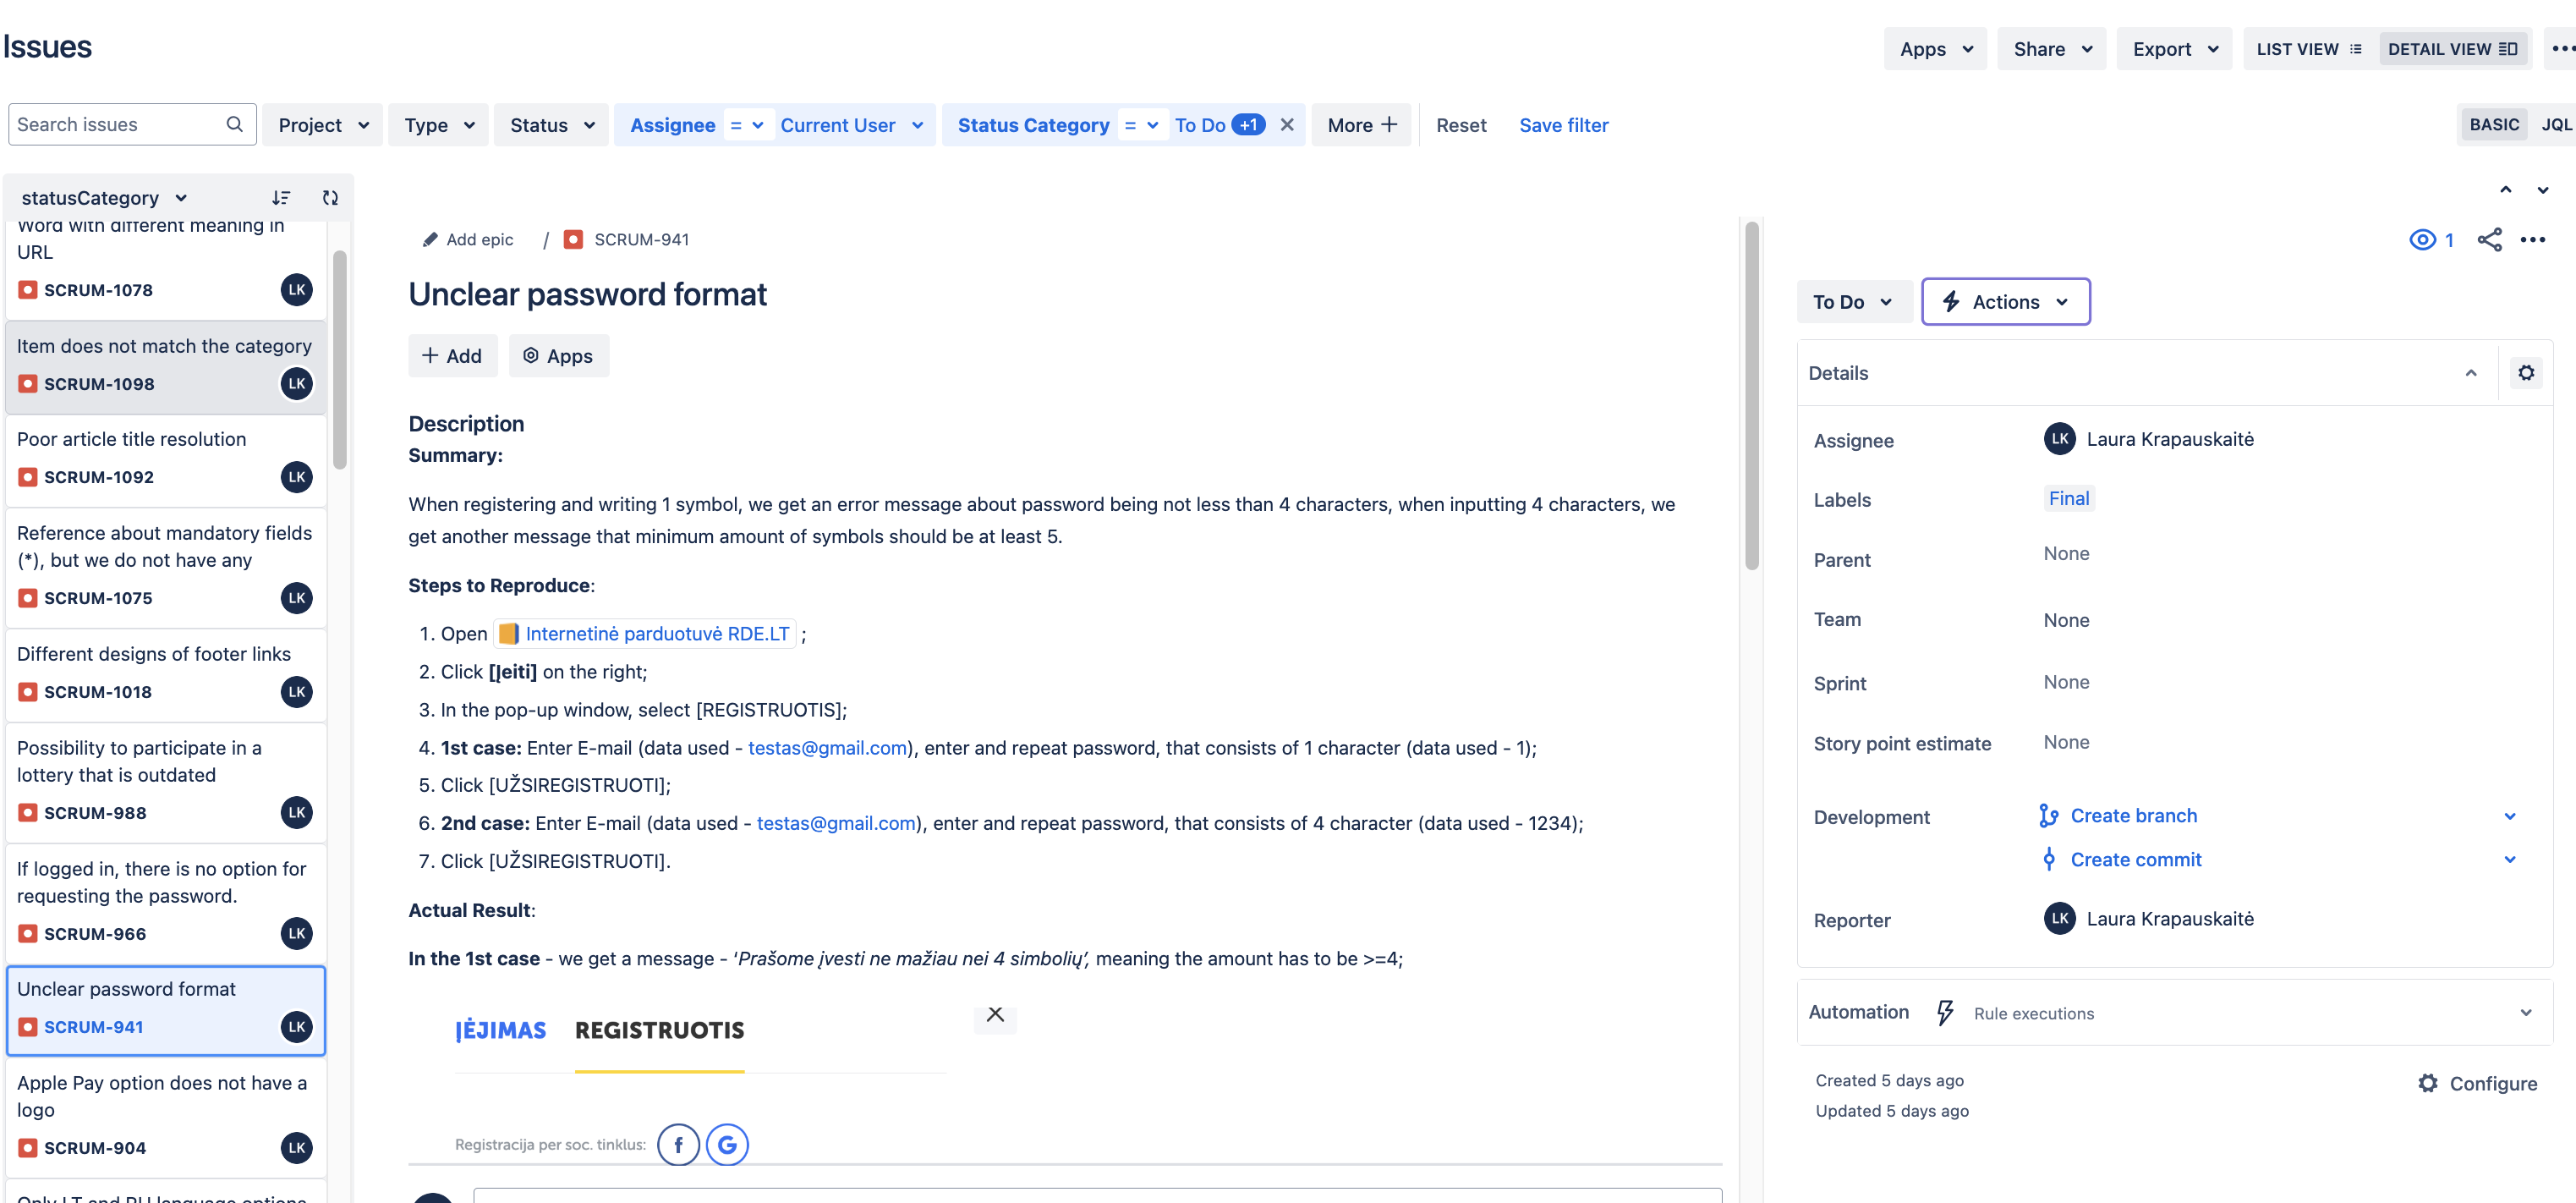 Issues
Apps
Share
Export
LIST VIEW
DETAIL VIEW
Search issues
Project
Type
Status
Assignee = Current User
Status Category = To Do +1
More
Reset
Save filter
BASIC
JQL
statusCategory
Word with different meaning in
URL
SCRUM-1078
LK
Item does not match the category
SCRUM-1098
LK
Poor article title resolution
SCRUM-1092
LK
Reference about mandatory fields
(*), but we do not have any
SCRUM-1075
LK
Different designs of footer links
SCRUM-1018
LK
Possibility to participate in a
lottery that is outdated
SCRUM-988
LK
If logged in, there is no option for
requesting the password.
SCRUM-966
LK
Unclear password format
SCRUM-941
LK
Apple Pay option does not have a
logo
SCRUM-904
LK
Only LT and RU language options
Add epic / SCRUM-941
Unclear password format
+ Add
Apps
Description
Summary:
When registering and writing 1 symbol, we get an error message about password being not less than 4 characters, when inputting 4 characters, we
get another message that minimum amount of symbols should be at least 5.
Steps to Reproduce:
1. Open Internetinė parduotuvė RDE.LT ;
2. Click [Įeiti] on the right;
3. In the pop-up window, select [REGISTRUOTIS];
4. 1st case: Enter E-mail (data used - testas@gmail.com), enter and repeat password, that consists of 1 character (data used - 1);
5. Click [UŽSIREGISTRUOTI];
6. 2nd case: Enter E-mail (data used - testas@gmail.com), enter and repeat password, that consists of 4 character (data used - 1234);
7. Click [UŽSIREGISTRUOTI].
Actual Result:
In the 1st case - we get a message - ‘Prašome įvesti ne mažiau nei 4 simbolių’, meaning the amount has to be >=4;
ĮĖJIMAS
REGISTRUOTIS
Registracija per soc. tinklus:
f
G
1
To Do
Actions
Details
Assignee
LK Laura Krapauskaitė
Labels
Final
Parent
None
Team
None
Sprint
None
Story point estimate
None
Development
Create branch
Create commit
Reporter
LK Laura Krapauskaitė
Automation
Rule executions
Created 5 days ago
Updated 5 days ago
Configure